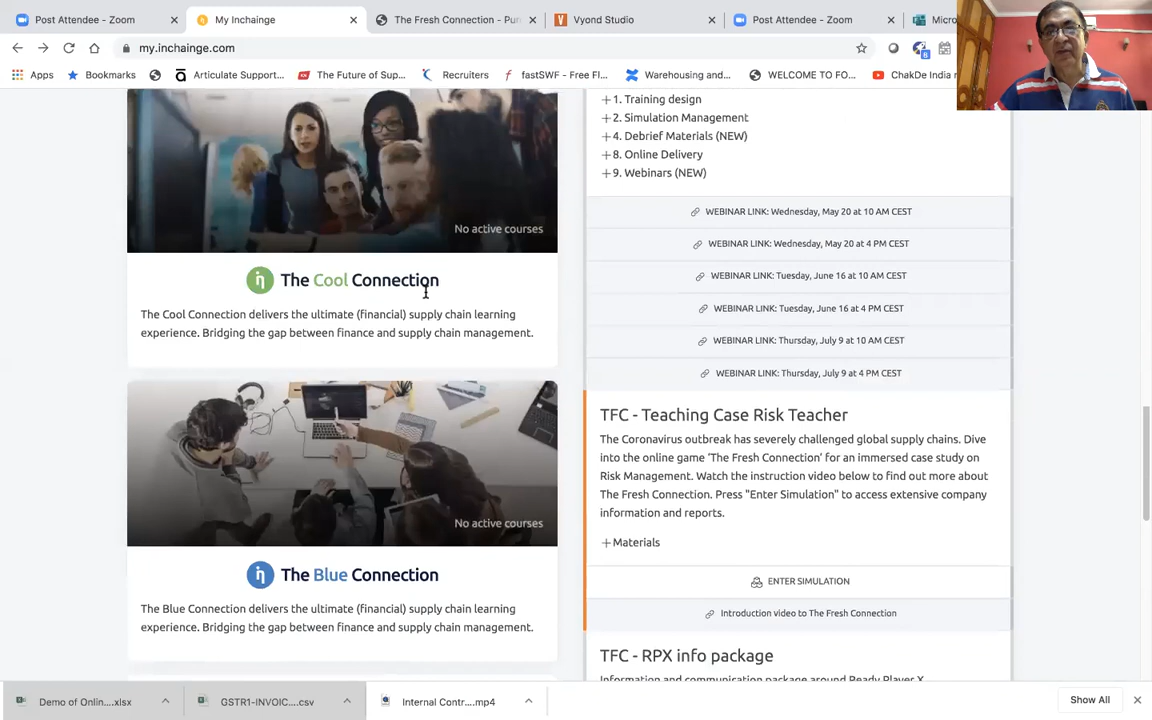 Post Attendee - Zoom
My Inchainge
The Fresh Connection - Pun
Vyond Studio
Post Attendee - Zoom
Micro
my.inchainge.com
Apps
Bookmarks
Articulate Support...
The Future of Sup...
Recruiters
fastSWF - Free Fl...
Warehousing and...
WELCOME TO FO...
ChakDe India
No active courses
The Cool Connection
The Cool Connection delivers the ultimate (financial) supply chain learning
experience. Bridging the gap between finance and supply chain management.
No active courses
The Blue Connection
The Blue Connection delivers the ultimate (financial) supply chain learning
experience. Bridging the gap between finance and supply chain management.
+1. Training design
+2. Simulation Management
+4. Debrief Materials (NEW)
+8. Online Delivery
+9. Webinars (NEW)
WEBINAR LINK: Wednesday, May 20 at 10 AM CEST
WEBINAR LINK: Wednesday, May 20 at 4 PM CEST
WEBINAR LINK: Tuesday, June 16 at 10 AM CEST
WEBINAR LINK: Tuesday, June 16 at 4 PM CEST
WEBINAR LINK: Thursday, July 9 at 10 AM CEST
WEBINAR LINK: Thursday, July 9 at 4 PM CEST
TFC - Teaching Case Risk Teacher
The Coronavirus outbreak has severely challenged global supply chains. Dive
into the online game 'The Fresh Connection' for an immersed case study on
Risk Management. Watch the instruction video below to find out more about
The Fresh Connection. Press "Enter Simulation" to access extensive company
information and reports.
+Materials
ENTER SIMULATION
Introduction video to The Fresh Connection
TFC - RPX info package
Information and communication package around Ready Player X
Demo of Onlin....xlsx
GSTR1-INVOIC....csv
Internal Contr....mp4
Show All